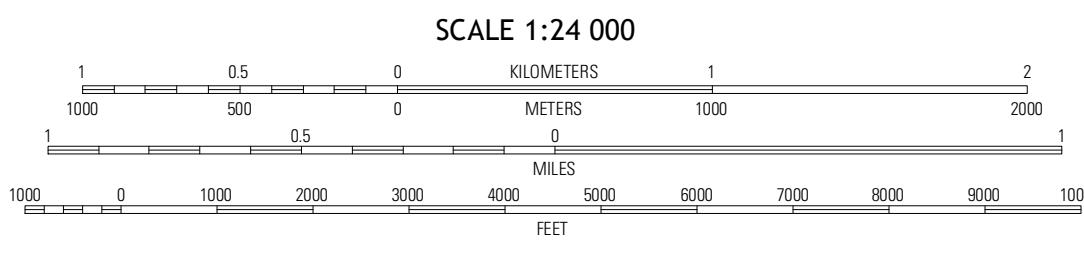 SCALE 1:24 000
1 0.5 0 KILOMETERS 1 2
1000 500 0 METERS 1000 2000
1 0.5 0 1
MILES
1000 0 1000 2000 3000 4000 5000 6000 7000 8000 9000 100
FEET